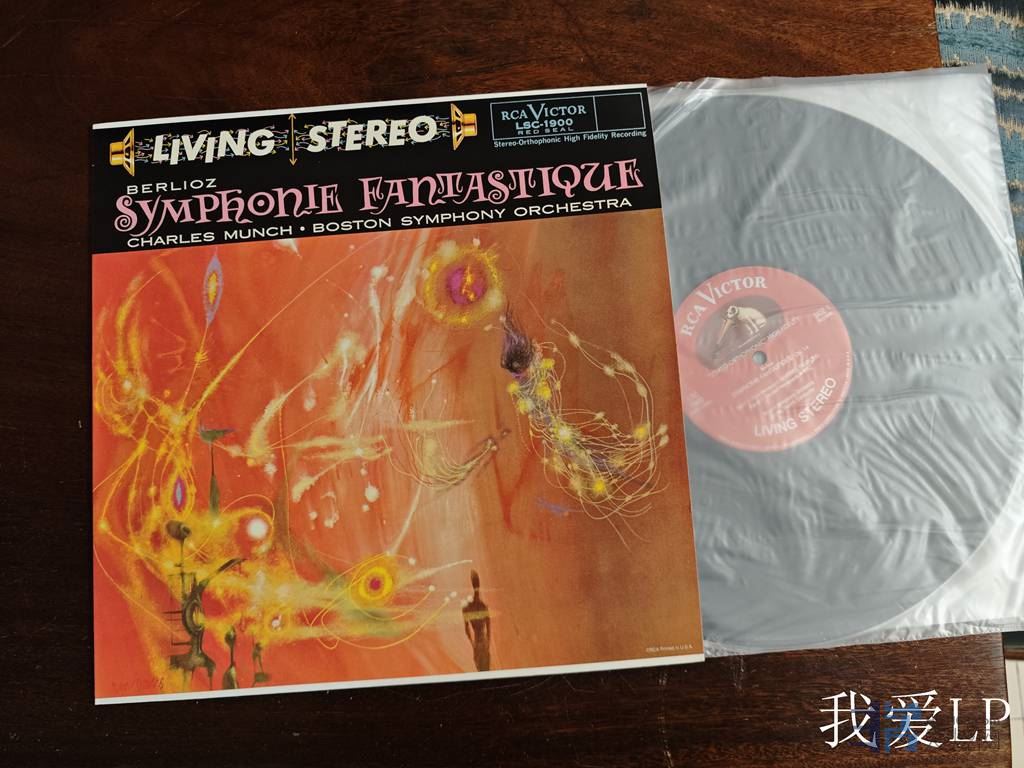 LIVING STEREO
RCA VICTOR
LSC-1900
RED SEAL
Stereo-Orthophonic High Fidelity Recording
BERLIOZ
SYMPHONIE FANTASTIQUE
CHARLES MUNCH • BOSTON SYMPHONY ORCHESTRA
RCA VICTOR
LIVING STEREO
我爱LP